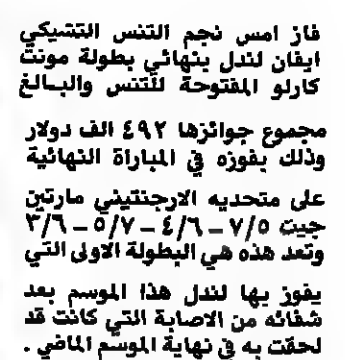 فاز امس نجم التنس التشيكي
ايفان لندل بنهائي بطولة مونت
كارلو المفتوحة للتنس والبـالغ
مجموع جوائزها ٤٩٢ الف دولار
وذلك بفوزه في المباراة النهائية
على متحديه الارجنتيني مارتين
جيت ٧/٥ – ٤/٦ – ٥/٧ – ٣/٦
وتعد هذه هي البطولة الاولى التي
يفوز بها لندل هذا الموسم بعد
شفائه من الاصابة التي كانت قد
لحقت به في نهاية الموسم الماضي .